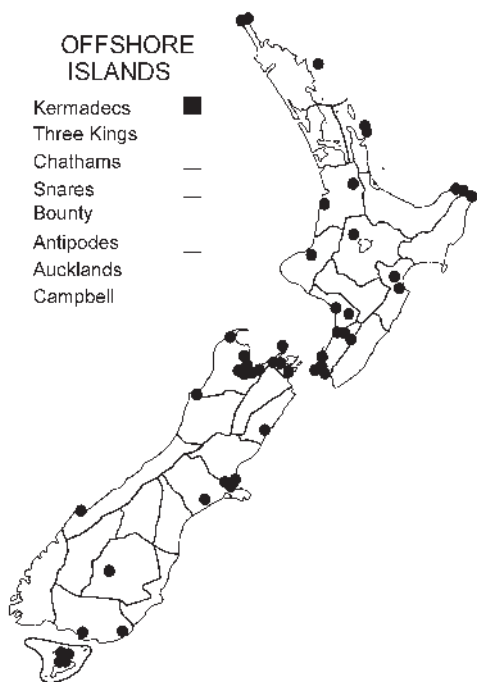 OFFSHORE
ISLANDS
Kermadecs
Three Kings
Chathams
Snares
Bounty
Antipodes
Aucklands
Campbell